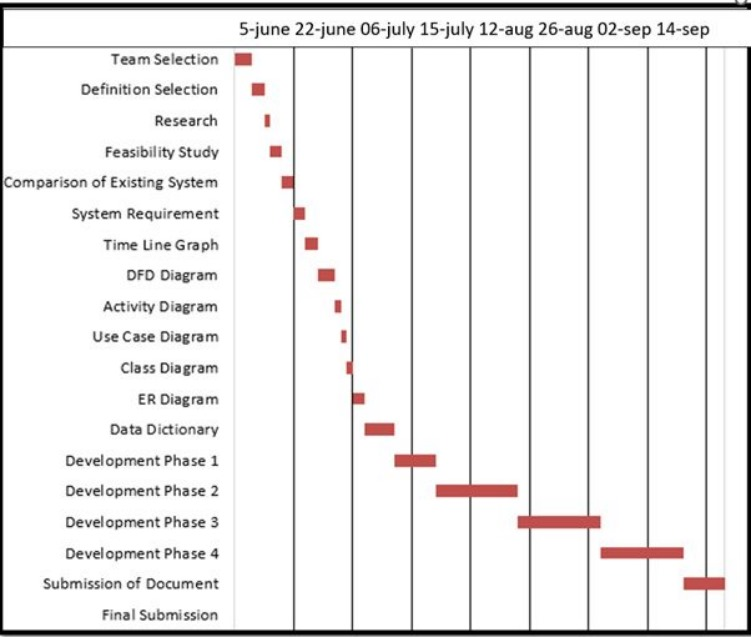 5-june 22-june 06-july 15-july 12-aug 26-aug 02-sep 14-sep
Team Selection
Definition Selection
Research
Feasibility Study
Comparison of Existing System
System Requirement
Time Line Graph
DFD Diagram
Activity Diagram
Use Case Diagram
Class Diagram
ER Diagram
Data Dictionary
Development Phase 1
Development Phase 2
Development Phase 3
Development Phase 4
Submission of Document
Final Submission